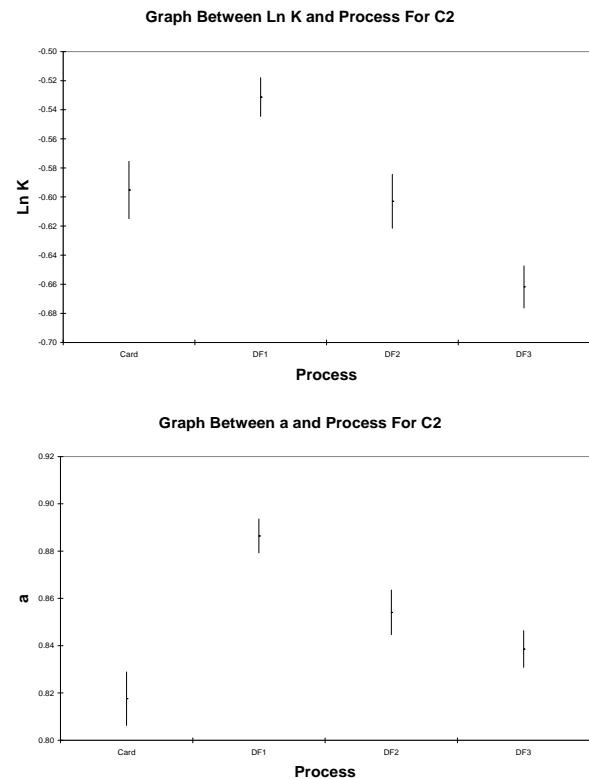 Graph Between Ln K and Process For C2
-0.50
-0.52
-0.54
-0.56
-0.58
-0.60
-0.62
-0.64
-0.66
-0.68
-0.70
Ln K
Card DF1 DF2 DF3
Process
Graph Between a and Process For C2
0.92
0.90
0.88
0.86
0.84
0.82
0.80
a
Card DF1 DF2 DF3
Process